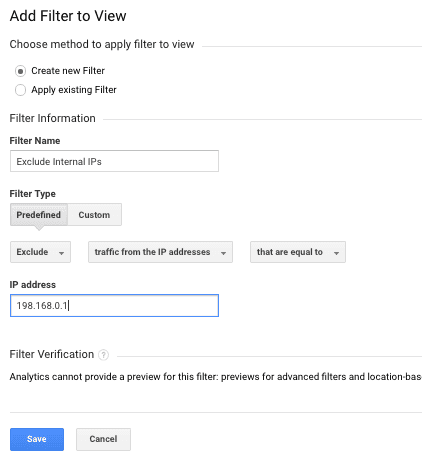 Add Filter to View
Choose method to apply filter to view
Create new Filter
Apply existing Filter
Filter Information
Filter Name
Exclude Internal IPs
Filter Type
Predefined Custom
Exclude traffic from the IP addresses that are equal to
IP address
198.168.0.1
Filter Verification ?
Analytics cannot provide a preview for this filter: previews for advanced filters and location-bas
Save Cancel